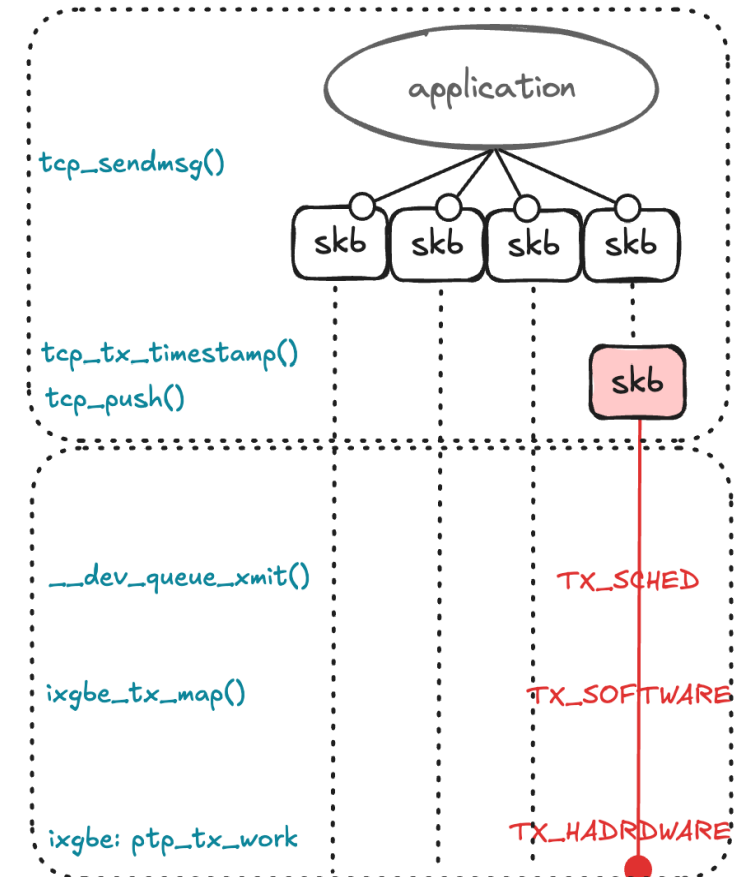 application
tcp_sendmsg()
skb skb skb skb
tcp_tx_timestamp()
skb
tcp_push()
__dev_queue_xmit()
TX_SCHED
ixgbe_tx_map()
TX_SOFTWARE
ixgbe: ptp_tx_work
TX_HADRDWARE